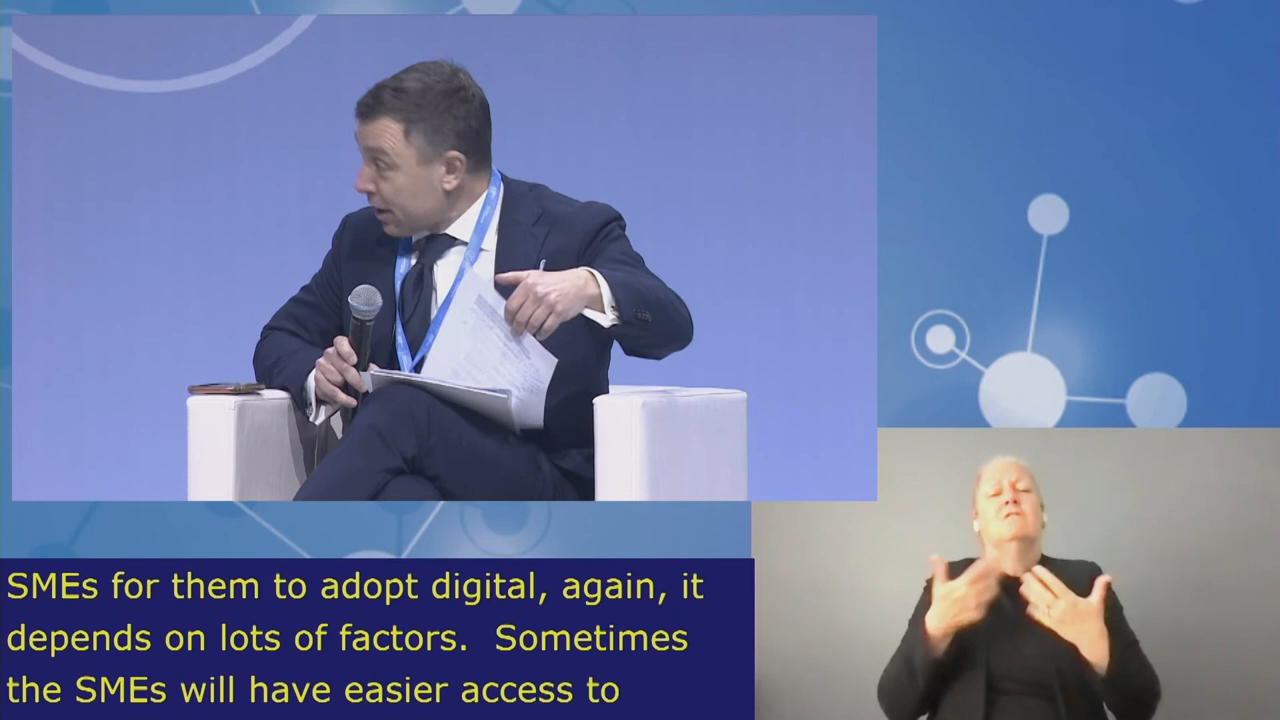 SMEs for them to adopt digital, again, it
depends on lots of factors.  Sometimes
the SMEs will have easier access to